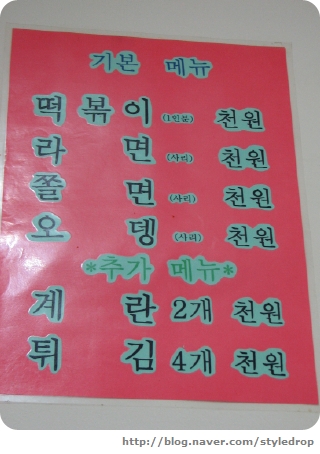 기본 메뉴
떡볶이 (1인분) 천원
라면 (사리) 천원
쫄면 (사리) 천원
오뎅 (사리) 천원
*추가 메뉴*
계란 2개 천원
튀김 4개 천원
http://blog.naver.com/styledrop